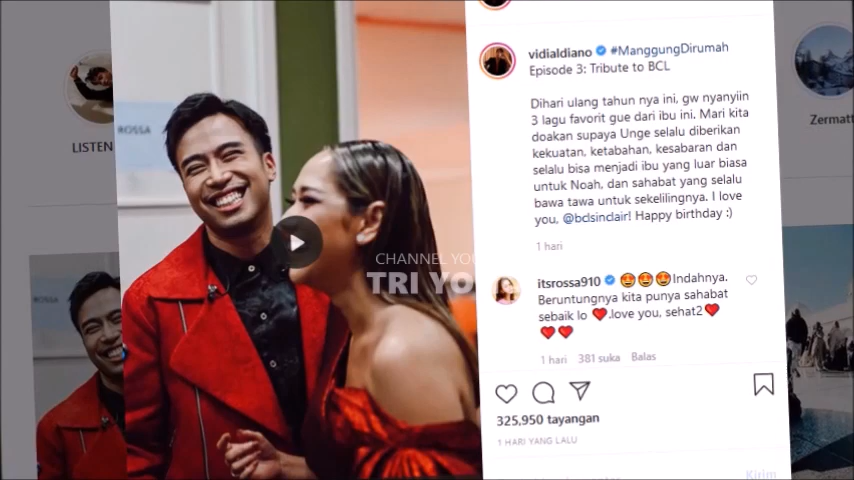 ROSSA
LISTEN
CHANNEL YOU
TRI YO
vidialdiano #ManggungDirumah
Episode 3: Tribute to BCL
Dihari ulang tahun nya ini, gw nyanyiin
3 lagu favorit gue dari ibu ini. Mari kita
doakan supaya Unge selalu diberikan
kekuatan, ketabahan, kesabaran dan
selalu bisa menjadi ibu yang luar biasa
untuk Noah, dan sahabat yang selalu
bawa tawa untuk sekelilingnya. I love
you, @bclsinclair! Happy birthday :)
1 hari
itsrossa910 😍😍😍Indahnya.
Beruntungnya kita punya sahabat
sebaik lo ❤️.love you, sehat2❤️
❤️❤️
1 hari 381 suka Balas
325,950 tayangan
1 HARI YANG LALU
Kirim
Zermatt